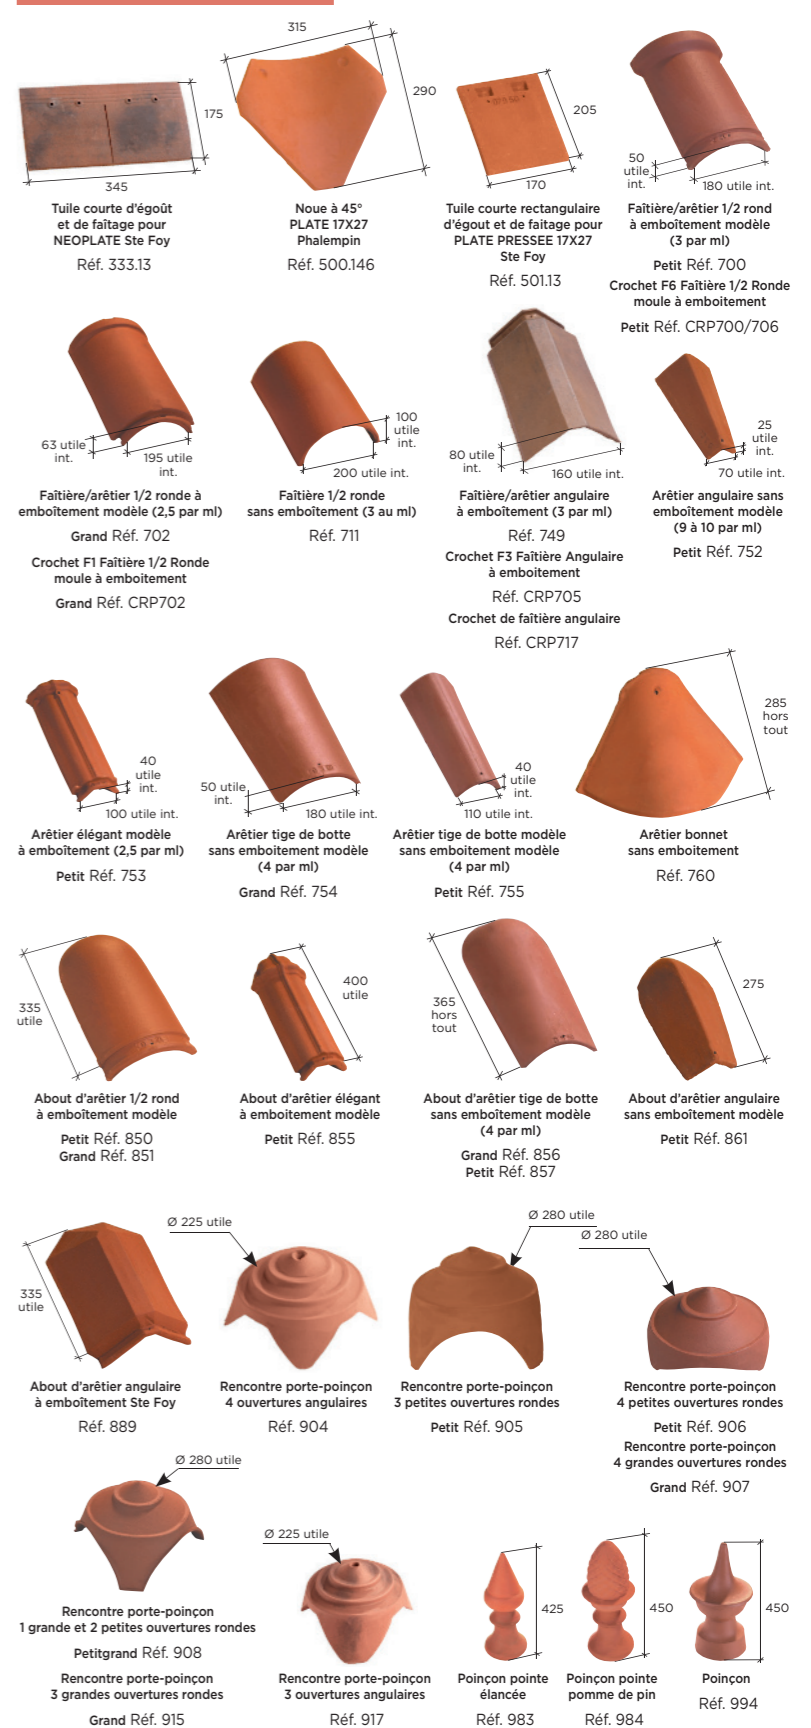 315
175
290
205
345
170
50
utile
int.
180 utile int.
Tuile courte d'égoût
et de faîtage pour
NEOPLATE Ste Foy
Réf. 333.13
Noue à 45°
PLATE 17X27
Phalempin
Réf. 500.146
Tuile courte rectangulaire
d'égout et de faitage pour
PLATE PRESSEE 17X27
Ste Foy
Réf. 501.13
Faîtière/arêtier 1/2 rond
à emboîtement modèle
(3 par ml)
Petit Réf. 700
Crochet F6 Faîtière 1/2 Ronde
moule à emboitement
Petit Réf. CRP700/706
63 utile
int.
195 utile
int.
100
utile
int.
200 utile int.
80 utile
int.
160 utile int.
25
utile
int.
70 utile int.
Faîtière/arêtier 1/2 ronde à
emboîtement modèle (2,5 par ml)
Grand Réf. 702
Crochet F1 Faîtière 1/2 Ronde
moule à emboitement
Grand Réf. CRP702
Faîtière 1/2 ronde
sans emboîtement (3 au ml)
Réf. 711
Faîtière/arêtier angulaire
à emboîtement (3 par ml)
Réf. 749
Crochet F3 Faîtière Angulaire
à emboitement
Réf. CRP705
Crochet de faîtière angulaire
Réf. CRP717
Arêtier angulaire sans
emboîtement modèle
(9 à 10 par ml)
Petit Réf. 752
40
utile
int.
100 utile int.
50 utile
int.
180 utile int.
40
utile
int.
110 utile int.
285
hors
tout
Arêtier élégant modèle
à emboîtement (2,5 par ml)
Petit Réf. 753
Arêtier tige de botte
sans emboitement modèle
(4 par ml)
Grand Réf. 754
Arêtier tige de botte modèle
sans emboitement modèle
(4 par ml)
Petit Réf. 755
Arêtier bonnet
sans emboitement
Réf. 760
335
utile
400
utile
365
hors
tout
275
About d'arêtier 1/2 rond
à emboîtement modèle
Petit Réf. 850
Grand Réf. 851
About d'arêtier élégant
à emboitement modèle
Petit Réf. 855
About d'arêtier tige de botte
sans emboîtement modèle
(4 par ml)
Grand Réf. 856
Petit Réf. 857
About d'arêtier angulaire
sans emboîtement modèle
Petit Réf. 861
335
utile
Ø 225 utile
Ø 280 utile
Ø 280 utile
About d'arêtier angulaire
à emboîtement Ste Foy
Réf. 889
Rencontre porte-poinçon
4 ouvertures angulaires
Réf. 904
Rencontre porte-poinçon
3 petites ouvertures rondes
Petit Réf. 905
Rencontre porte-poinçon
4 petites ouvertures rondes
Petit Réf. 906
Rencontre porte-poinçon
4 grandes ouvertures rondes
Grand Réf. 907
Ø 280 utile
Ø 225 utile
425
450
450
Rencontre porte-poinçon
1 grande et 2 petites ouvertures rondes
Petitgrand Réf. 908
Rencontre porte-poinçon
3 grandes ouvertures rondes
Grand Réf. 915
Rencontre porte-poinçon
3 ouvertures angulaires
Réf. 917
Poinçon pointe
élancée
Réf. 983
Poinçon pointe
pomme de pin
Réf. 984
Poinçon
Réf. 994